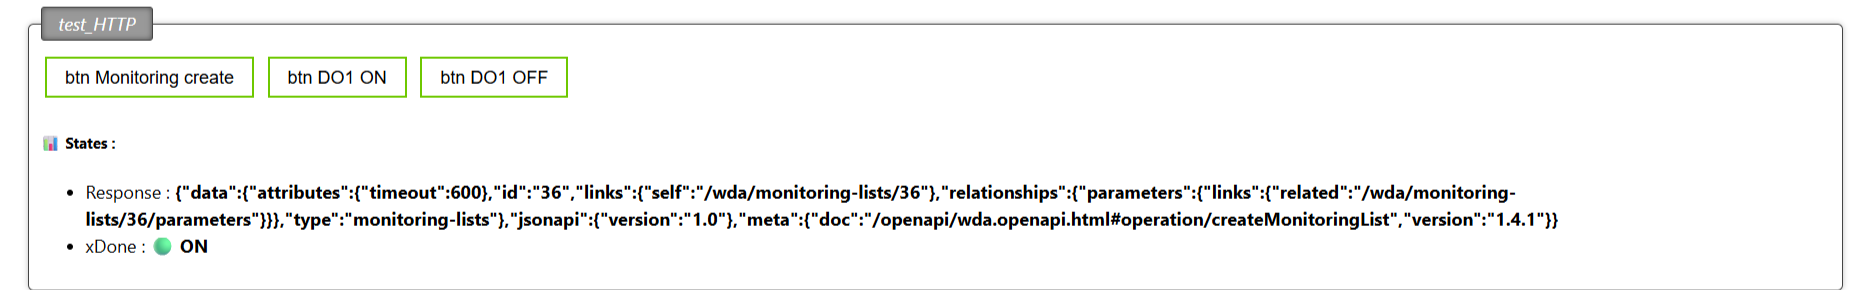 test_HTTP
btn Monitoring create btn DO1 ON btn DO1 OFF
States :
• Response : {"data":{"attributes":{"timeout":600},"id":"36","links":{"self":"/wda/monitoring-lists/36"},"relationships":{"parameters":{"links":{"related":"/wda/monitoring-
lists/36/parameters"}}},"type":"monitoring-lists"},"jsonapi":{"version":"1.0"},"meta":{"doc":"/openapi/wda.openapi.html#operation/createMonitoringList","version":"1.4.1"}}
• xDone : ON